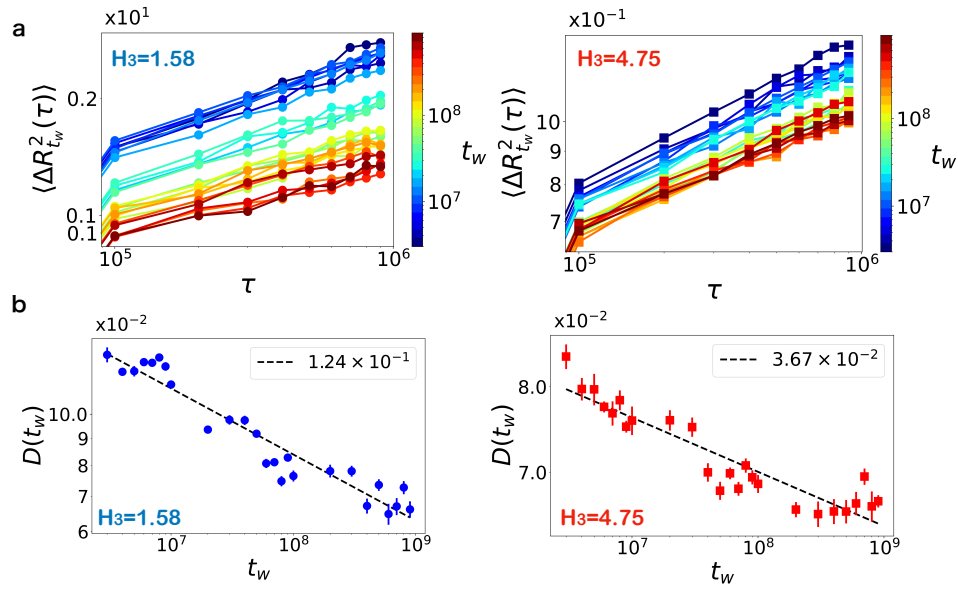 a
x10¹
H₃=1.58
⟨ΔR²_{t_w}(τ)⟩
0.2
0.1
0.1
10⁵
10⁶
τ
10⁸
10⁷
t_w
x10⁻¹
H₃=4.75
⟨ΔR²_{t_w}(τ)⟩
10
9
8
7
10⁵
10⁶
τ
10⁸
10⁷
t_w
b
x10⁻²
1.24 × 10⁻¹
D(t_w)
10.0
9
8
7
6
H₃=1.58
10⁷
10⁸
10⁹
t_w
x10⁻²
3.67 × 10⁻²
D(t_w)
8.0
7.0
H₃=4.75
10⁷
10⁸
10⁹
t_w